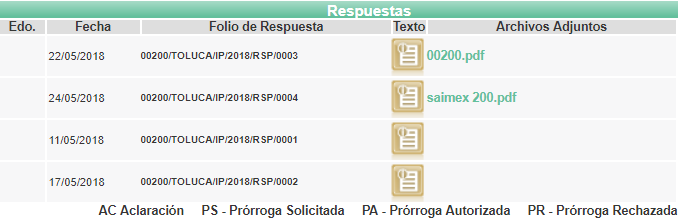 Respuestas
Edo. Fecha Folio de Respuesta Texto Archivos Adjuntos
22/05/2018 00200/TOLUCA/IP/2018/RSP/0003 00200.pdf
24/05/2018 00200/TOLUCA/IP/2018/RSP/0004 saimex 200.pdf
11/05/2018 00200/TOLUCA/IP/2018/RSP/0001
17/05/2018 00200/TOLUCA/IP/2018/RSP/0002
AC Aclaración PS - Prórroga Solicitada PA - Prórroga Autorizada PR - Prórroga Rechazada